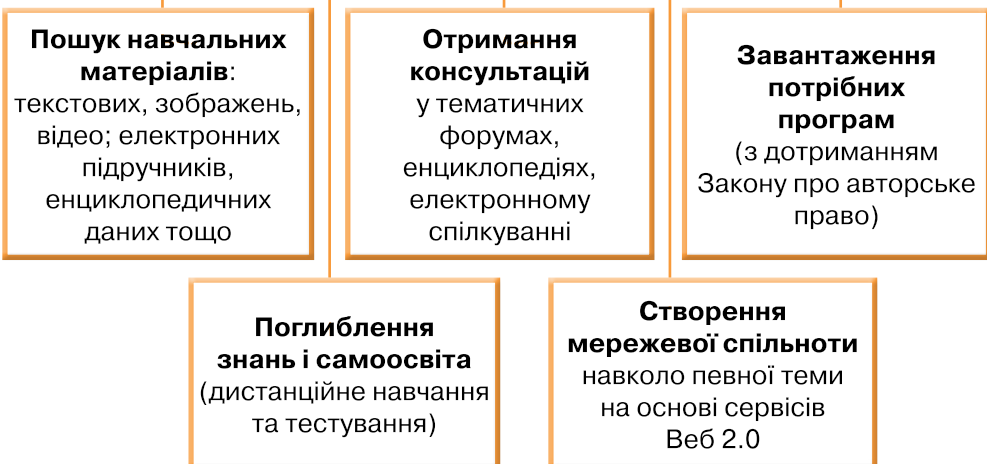 Пошук навчальних
матеріалів:
текстових, зображень,
відео; електронних
підручників,
енциклопедичних
даних тощо
Отримання
консультацій
у тематичних
форумах,
енциклопедіях,
електронному
спілкуванні
Завантаження
потрібних
програм
(з дотриманням
Закону про авторське
право)
Поглиблення
знань і самоосвіта
(дистанційне навчання
та тестування)
Створення
мережевої спільноти
навколо певної теми
на основі сервісів
Веб 2.0